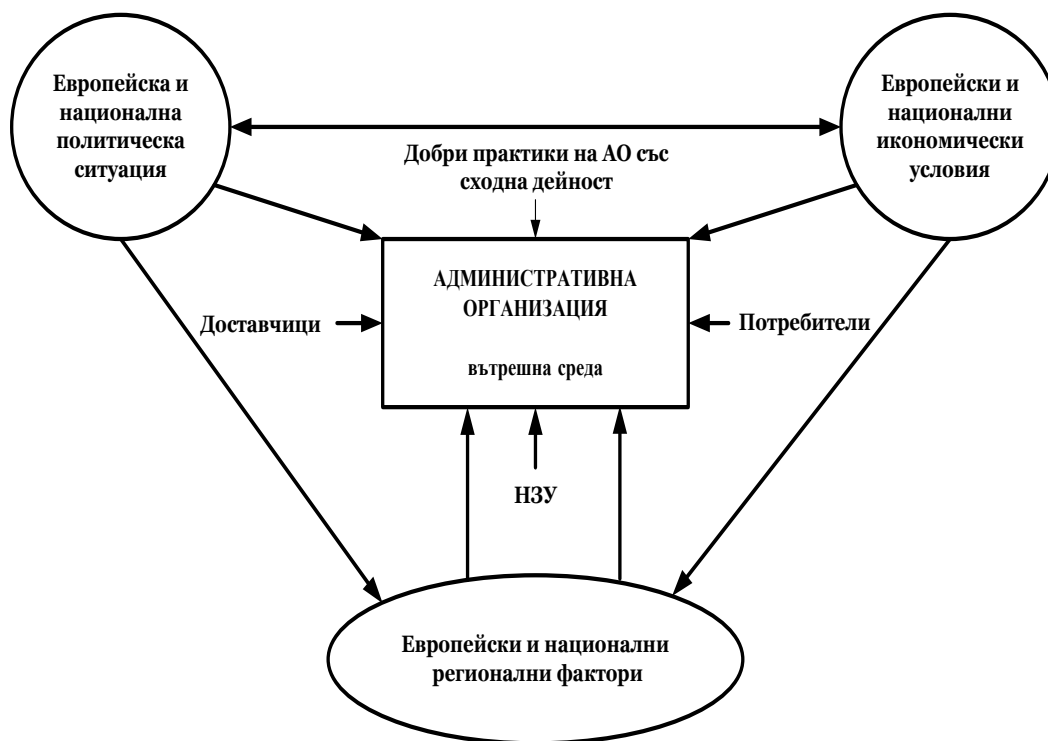 Европейска и
национална
политическа
ситуация
Европейски и
национални
икономически
условия
Добри практики на АО със
сходна дейност
АДМИНИСТРАТИВНА
ОРГАНИЗАЦИЯ
вътрешна среда
Доставчици
Потребители
НЗУ
Европейски и национални
регионални фактори